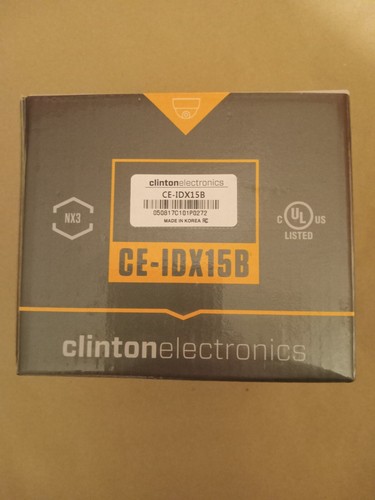 clintonelectronics
CE-IDX15B
050817C101P0272
MADE IN KOREA
NX3
C UL US
LISTED
CE-IDX15B
clintonelectronics